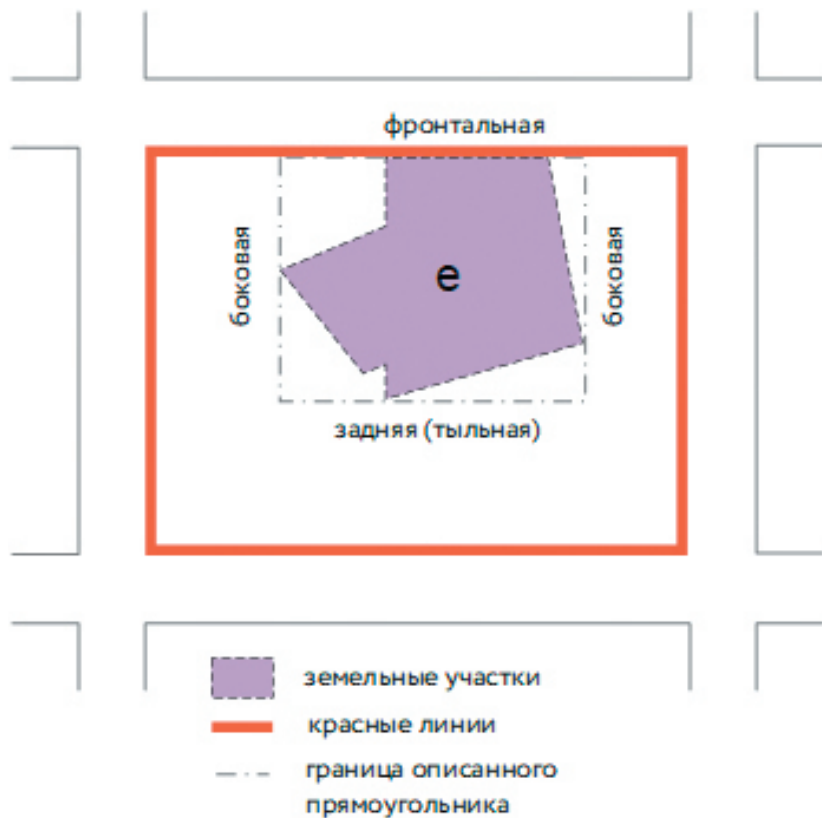 фронтальная
боковая
е
боковая
задняя (тыльная)
земельные участки
красные линии
граница описанного
прямоугольника